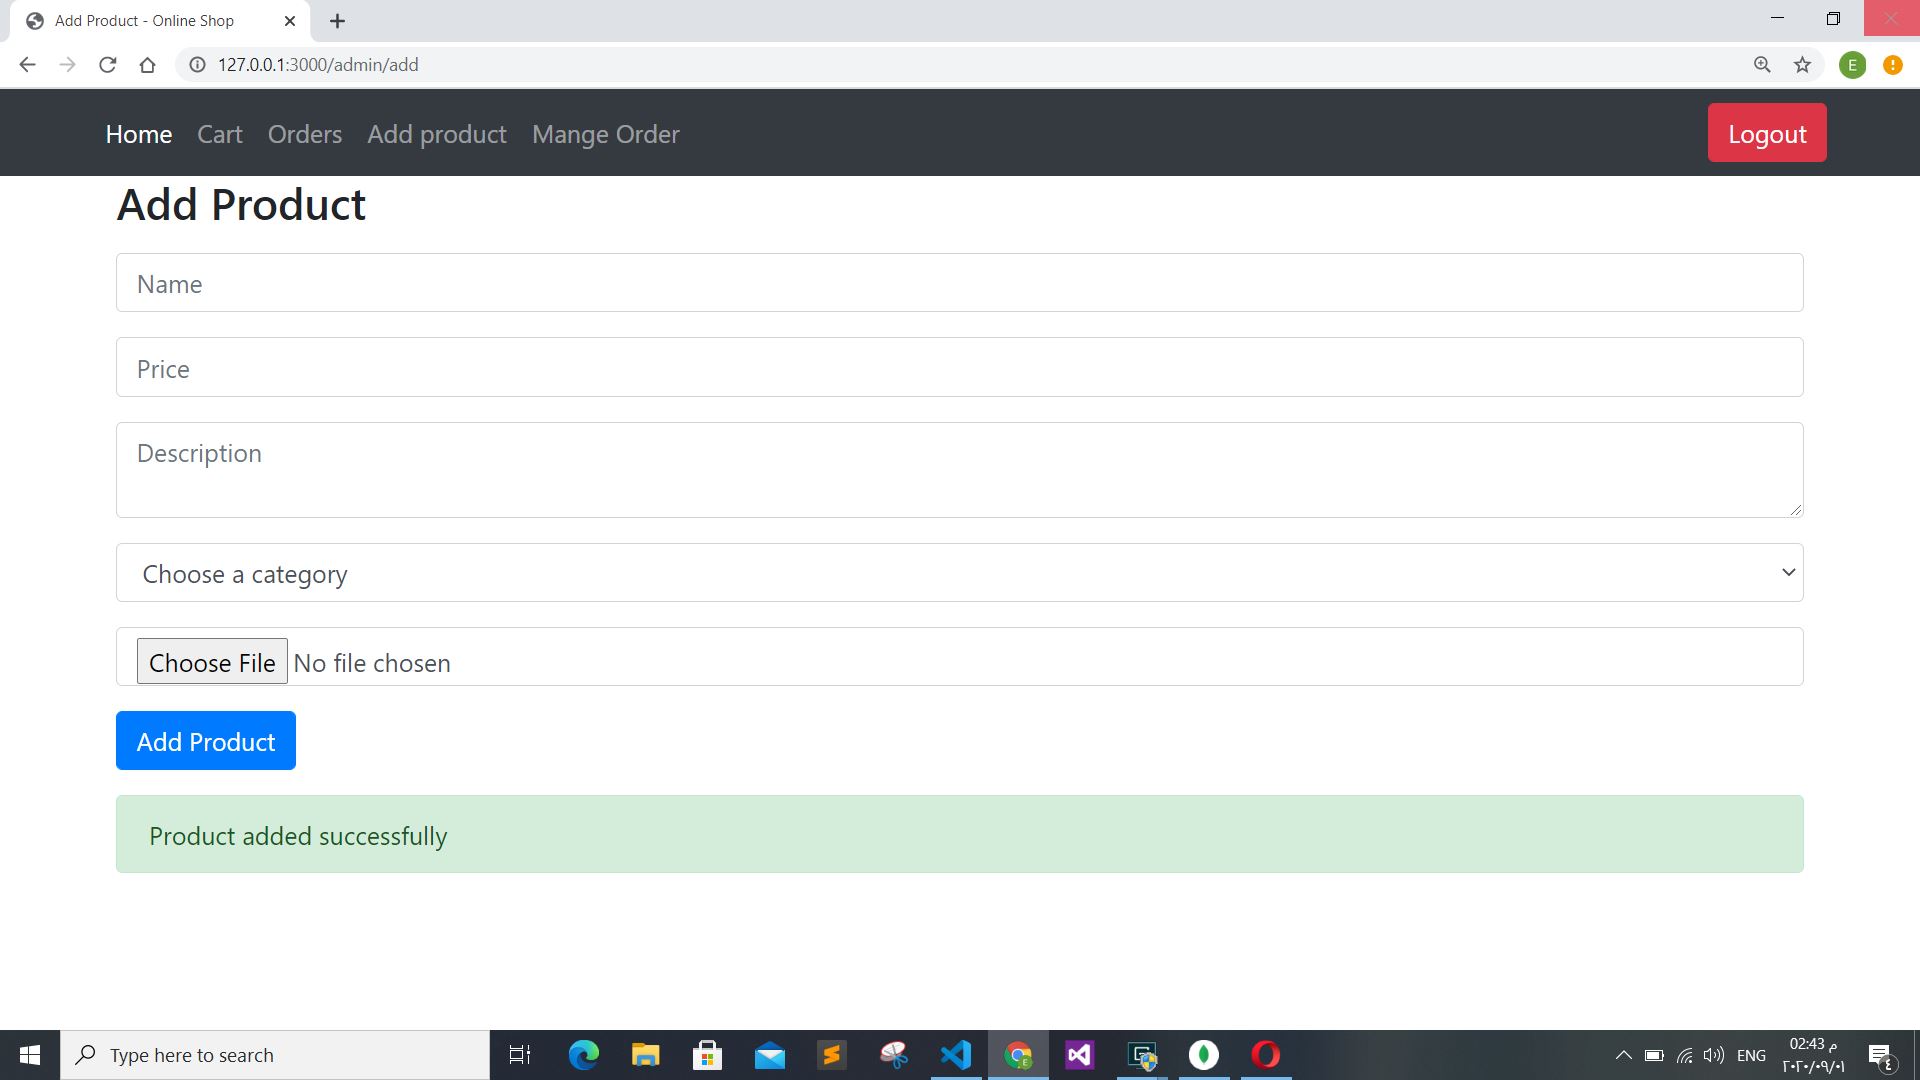 Add Product - Online Shop
127.0.0.1:3000/admin/add
E
Home Cart Orders Add product Mange Order Logout
Add Product
Name
Price
Description
Choose a category
Choose File No file chosen
Add Product
Product added successfully
Type here to search
ENG
02:43 م
٢٠٢٠/٠٩/٠١
٤